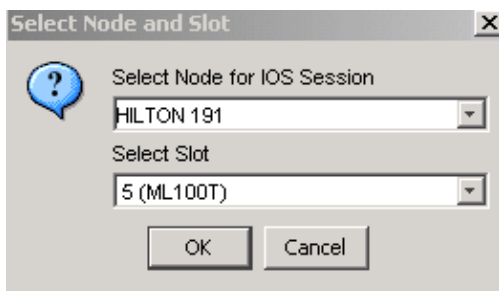 Select Node and Slot
X
?
Select Node for IOS Session
HILTON 191
Select Slot
5 (ML100T)
OK Cancel